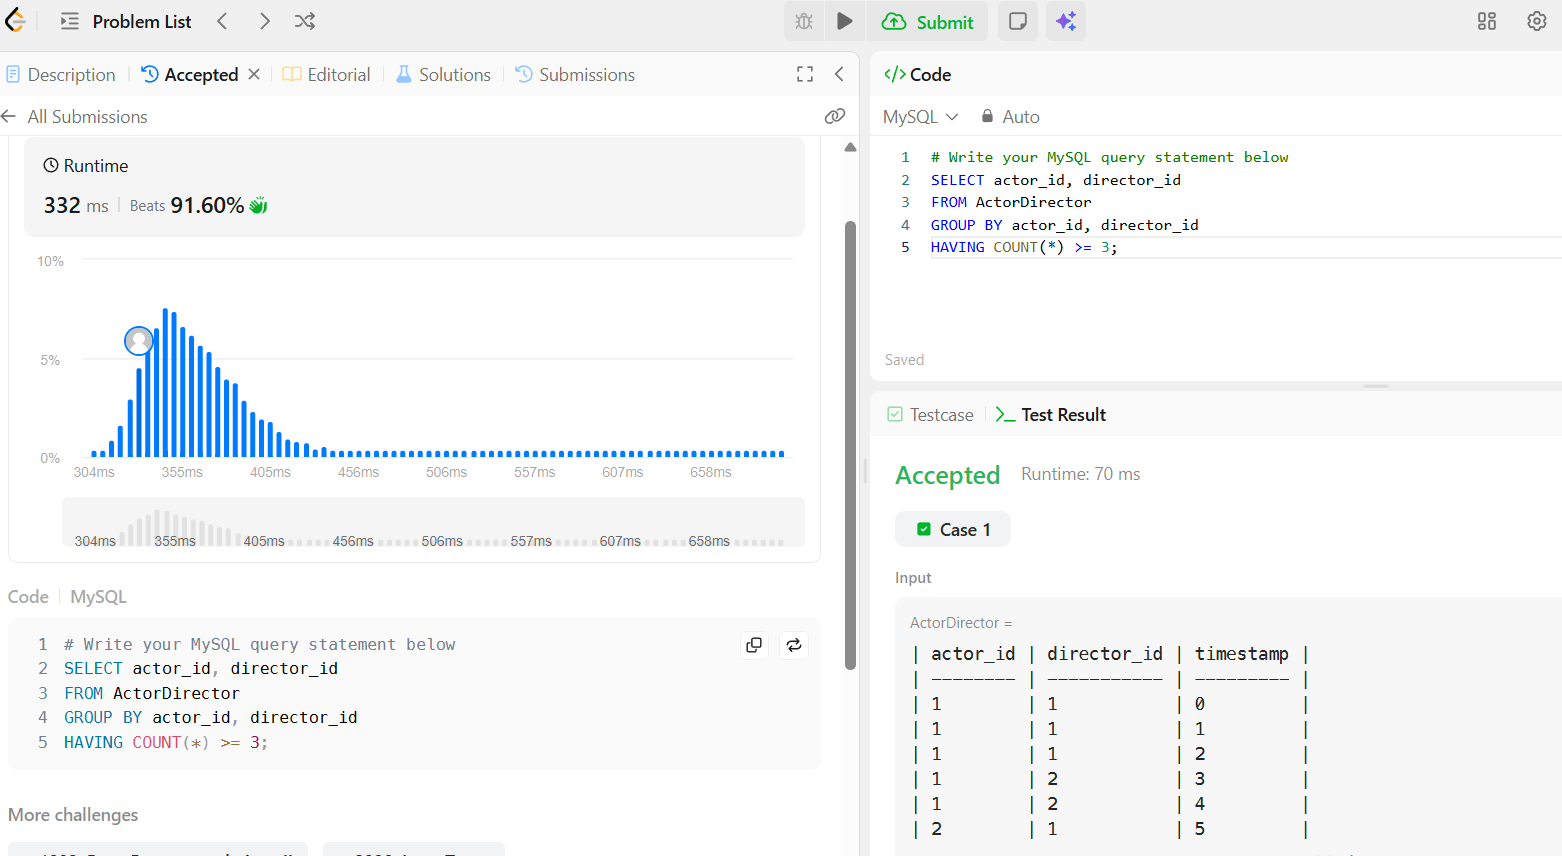 Problem List
Submit
Description
Accepted
Editorial
Solutions
Submissions
All Submissions
Runtime
332 ms
Beats 91.60%
10%
5%
0%
304ms 355ms 405ms 456ms 506ms 557ms 607ms 658ms
304ms 355ms 405ms 456ms 506ms 557ms 607ms 658ms
Code
MySQL
1 # Write your MySQL query statement below
2 SELECT actor_id, director_id
3 FROM ActorDirector
4 GROUP BY actor_id, director_id
5 HAVING COUNT(*) >= 3;
More challenges
</> Code
MySQL
Auto
1 # Write your MySQL query statement below
2 SELECT actor_id, director_id
3 FROM ActorDirector
4 GROUP BY actor_id, director_id
5 HAVING COUNT(*) >= 3;
Saved
Testcase
Test Result
Accepted
Runtime: 70 ms
Case 1
Input
ActorDirector =
| actor_id | director_id | timestamp |
| -------- | ----------- | --------- |
| 1 | 1 | 0 |
| 1 | 1 | 1 |
| 1 | 1 | 2 |
| 1 | 2 | 3 |
| 1 | 2 | 4 |
| 2 | 1 | 5 |